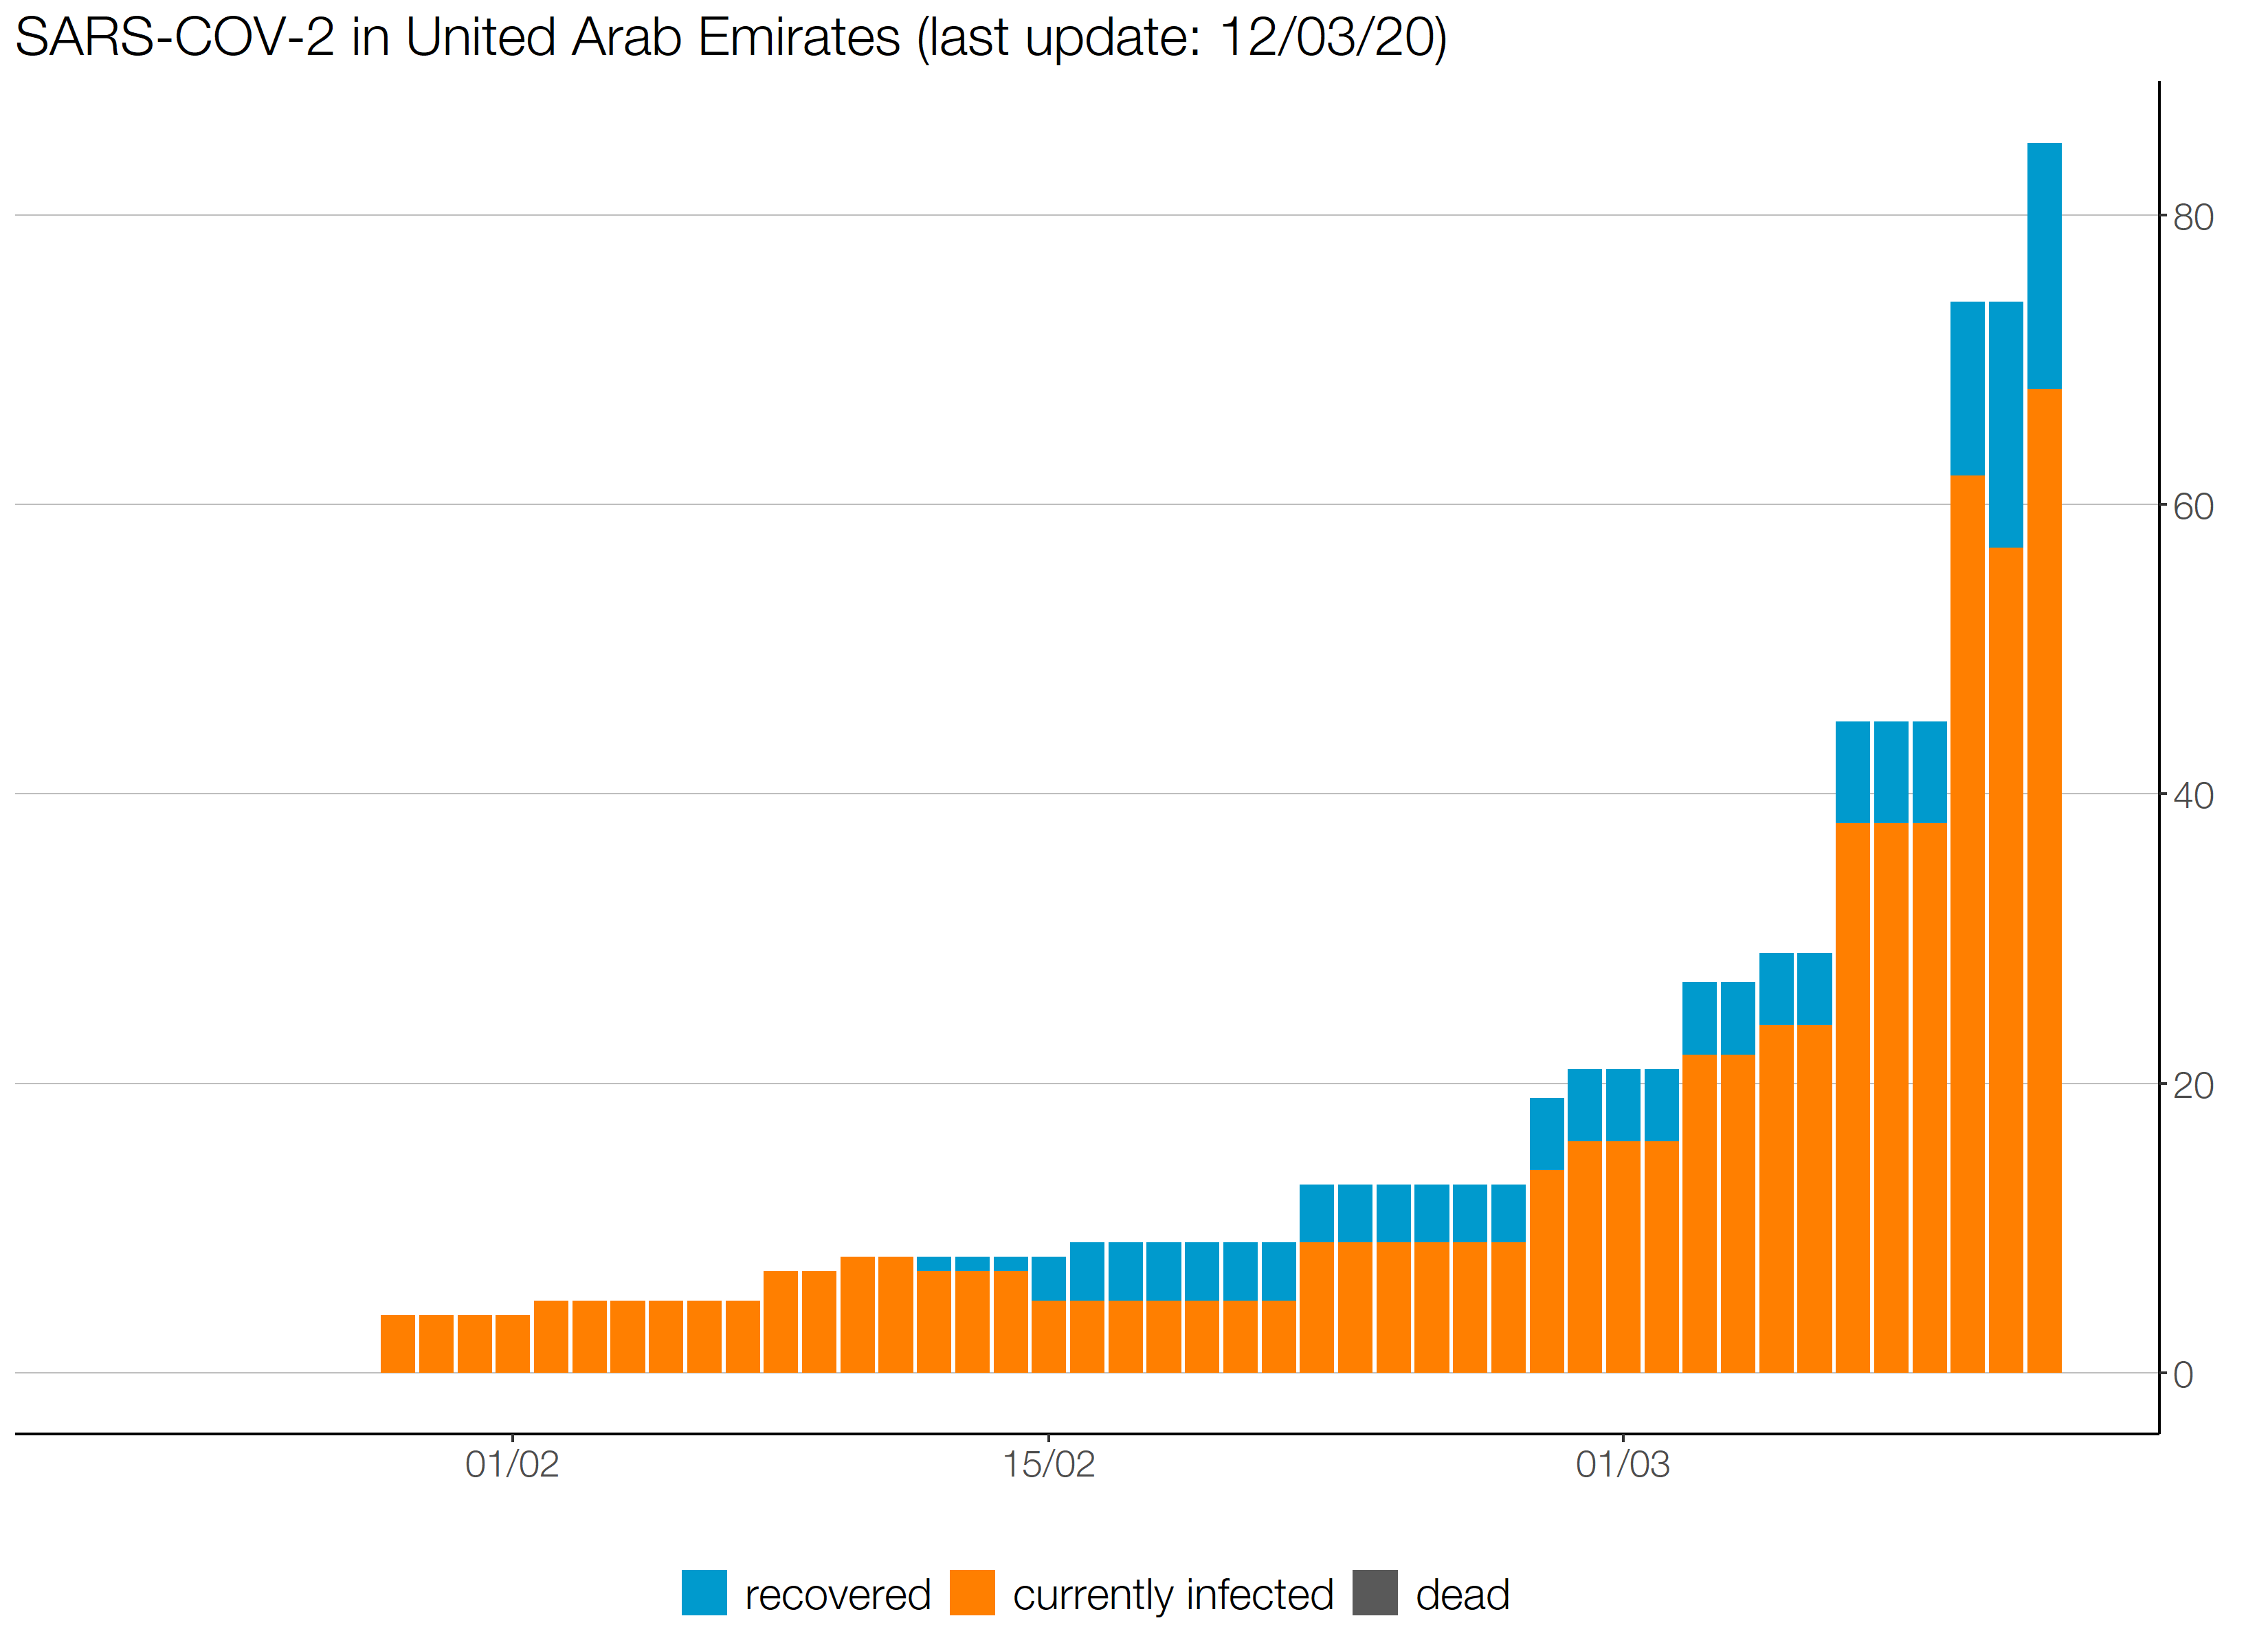 SARS-COV-2 in United Arab Emirates (last update: 12/03/20)
80
60
40
20
0
01/02 15/02 01/03
recovered currently infected dead